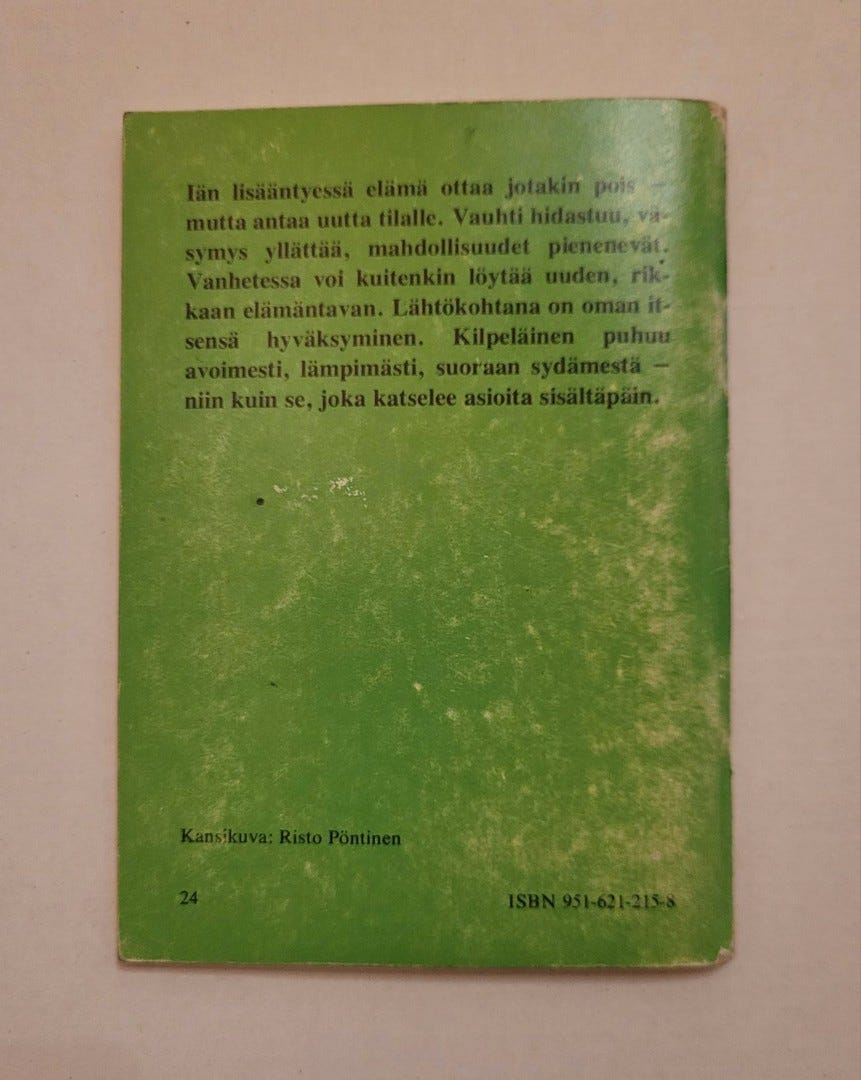 Iän lisääntyessä elämä ottaa jotakin pois —
mutta antaa uutta tilalle. Vauhti hidastuu, vä-
symys yllättää, mahdollisuudet pienenevät.
Vanhetessa voi kuitenkin löytää uuden, rik-
kaan elämäntavan. Lähtökohtana on oman it-
sensä hyväksyminen. Kilpeläinen puhuu
avoimesti, lämpimästi, suoraan sydämestä —
niin kuin se, joka katselee asioita sisältäpäin.
Kansikuva: Risto Pöntinen
24
ISBN 951-621-215-8